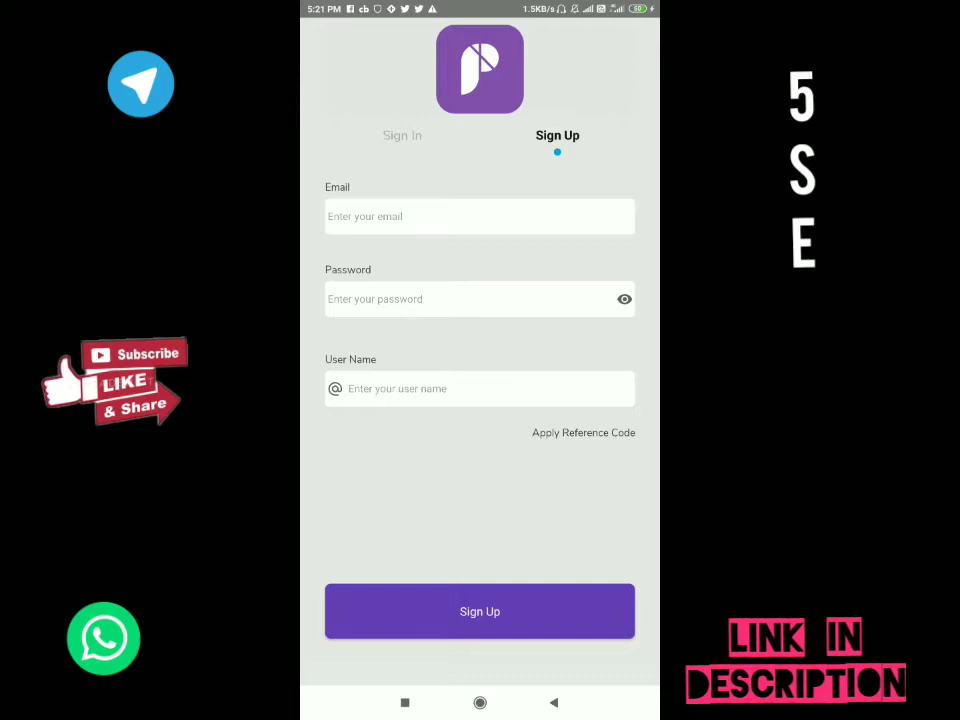 5:21 PM
1.5KB/s
50
Sign In
Sign Up
Email
Enter your email
Password
Enter your password
User Name
@ Enter your user name
Apply Reference Code
Sign Up
Subscribe
LIKE
& Share
5
S
E
LINK IN
DESCRIPTION